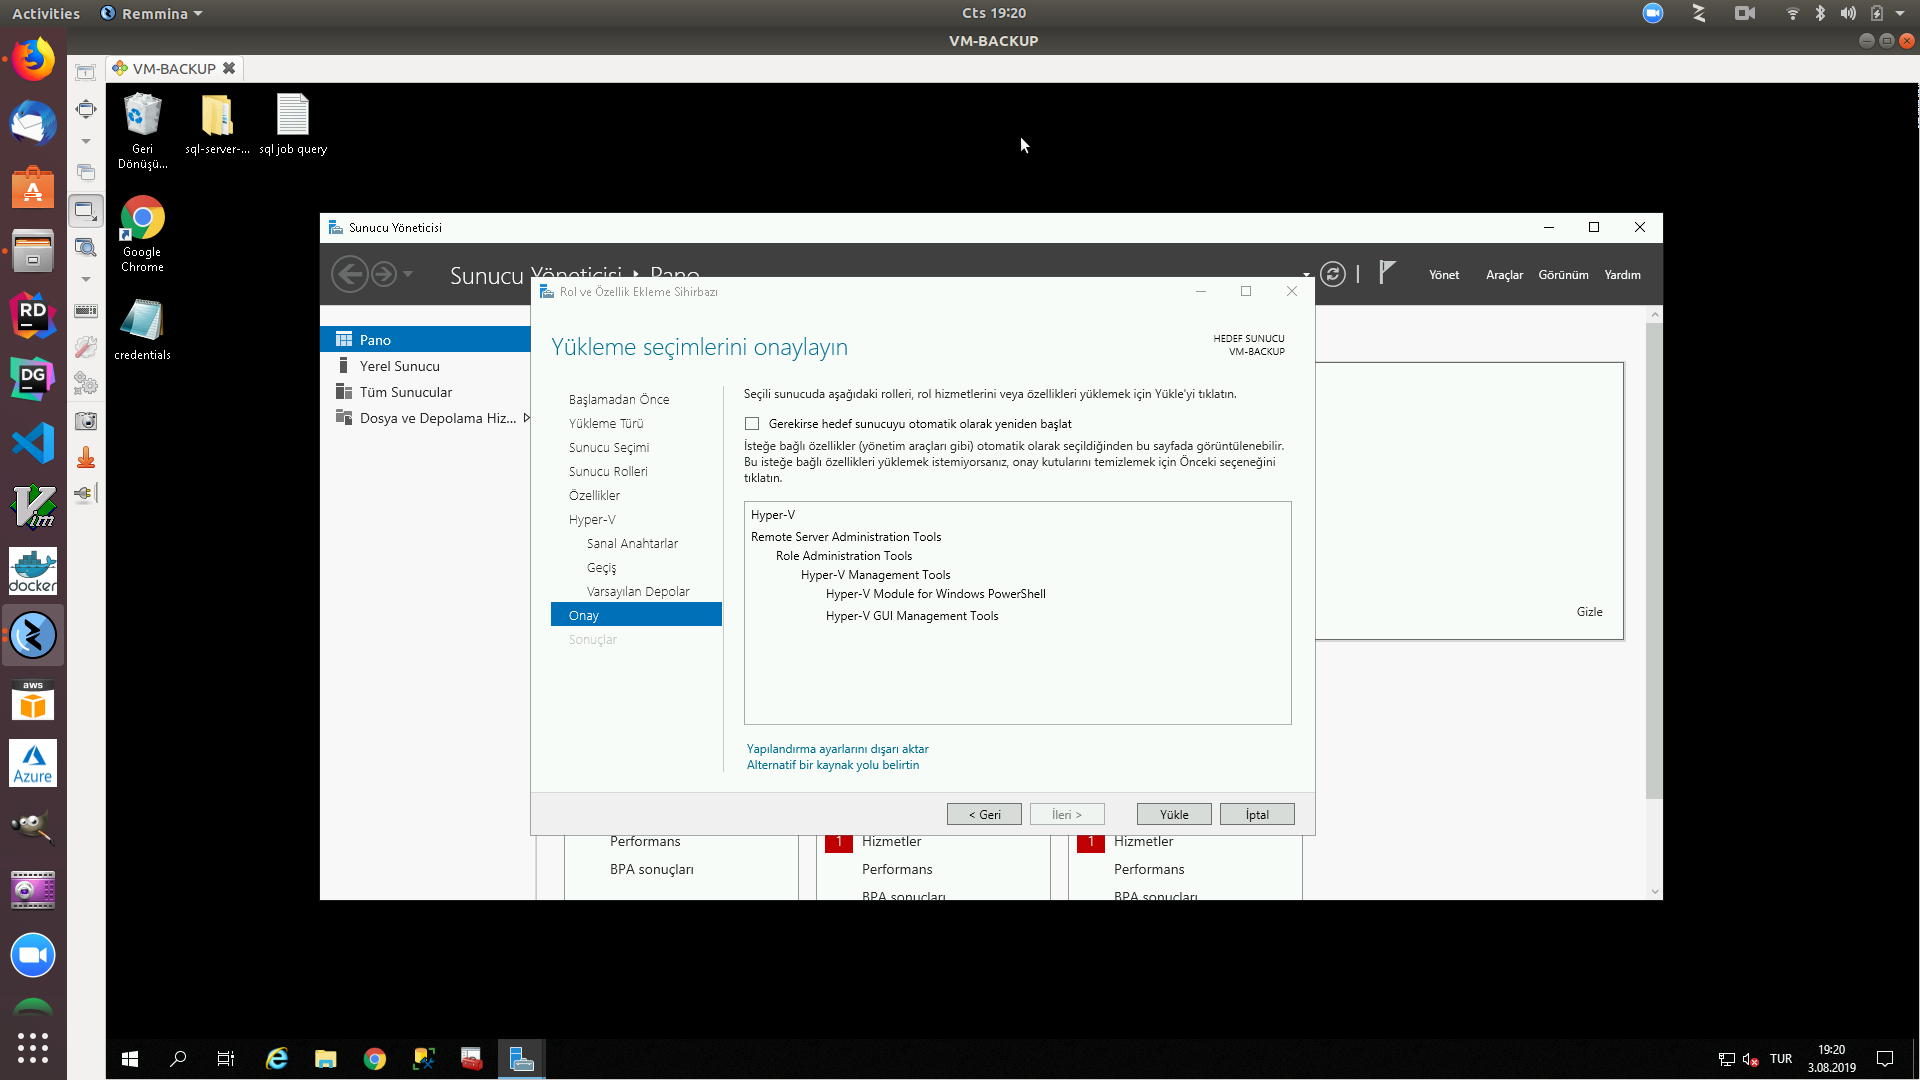 Activities
Remmina
Cts 19:20
VM-BACKUP
VM-BACKUP
Geri
Dönüşü...
sql-server-...
sql job query
Google
Chrome
credentials
RD
DG
Vim
docker
aws
Azure
Sunucu Yöneticisi
Sunucu Yöneticisi
Pano
Yönet
Araçlar
Görünüm
Yardım
Pano
Yerel Sunucu
Tüm Sunucular
Dosya ve Depolama Hiz...
Rol ve Özellik Ekleme Sihirbazı
Yükleme seçimlerini onaylayın
HEDEF SUNUCU
VM-BACKUP
Başlamadan Önce
Yükleme Türü
Sunucu Seçimi
Sunucu Rolleri
Özellikler
Hyper-V
Sanal Anahtarlar
Geçiş
Varsayılan Depolar
Onay
Sonuçlar
Seçili sunucuda aşağıdaki rolleri, rol hizmetlerini veya özellikleri yüklemek için Yükle'yi tıklatın.
Gerekirse hedef sunucuyu otomatik olarak yeniden başlat
İsteğe bağlı özellikler (yönetim araçları gibi) otomatik olarak seçildiğinden bu sayfada görüntülenebilir.
Bu isteğe bağlı özellikleri yüklemek istemiyorsanız, onay kutularını temizlemek için Önceki seçeneğini
tıklatın.
Hyper-V
Remote Server Administration Tools
Role Administration Tools
Hyper-V Management Tools
Hyper-V Module for Windows PowerShell
Hyper-V GUI Management Tools
Yapılandırma ayarlarını dışarı aktar
Alternatif bir kaynak yolu belirtin
< Geri
İleri >
Yükle
İptal
Gizle
Performans
BPA sonuçları
1 Hizmetler
Performans
BPA sonuçları
1 Hizmetler
Performans
BPA sonuçları
TUR
19:20
3.08.2019